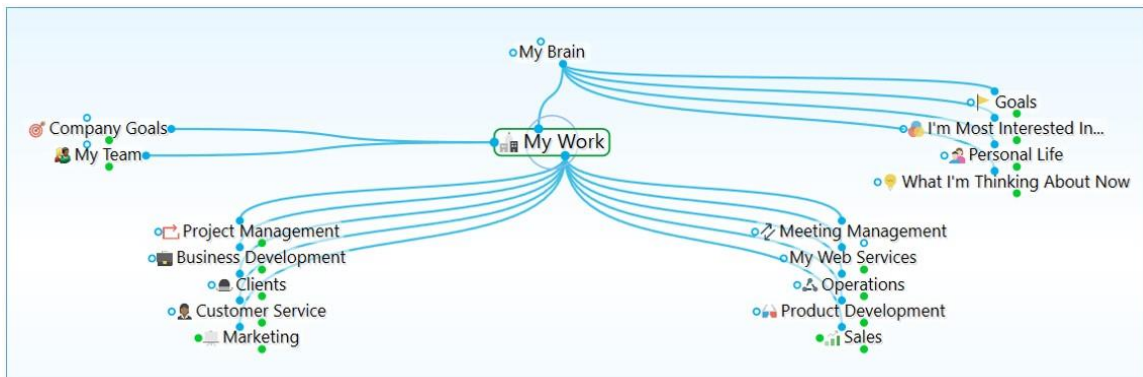 My Brain
Goals
Company Goals
I'm Most Interested In...
My Work
My Team
Personal Life
What I'm Thinking About Now
Project Management
Meeting Management
Business Development
My Web Services
Clients
Operations
Customer Service
Product Development
Marketing
Sales